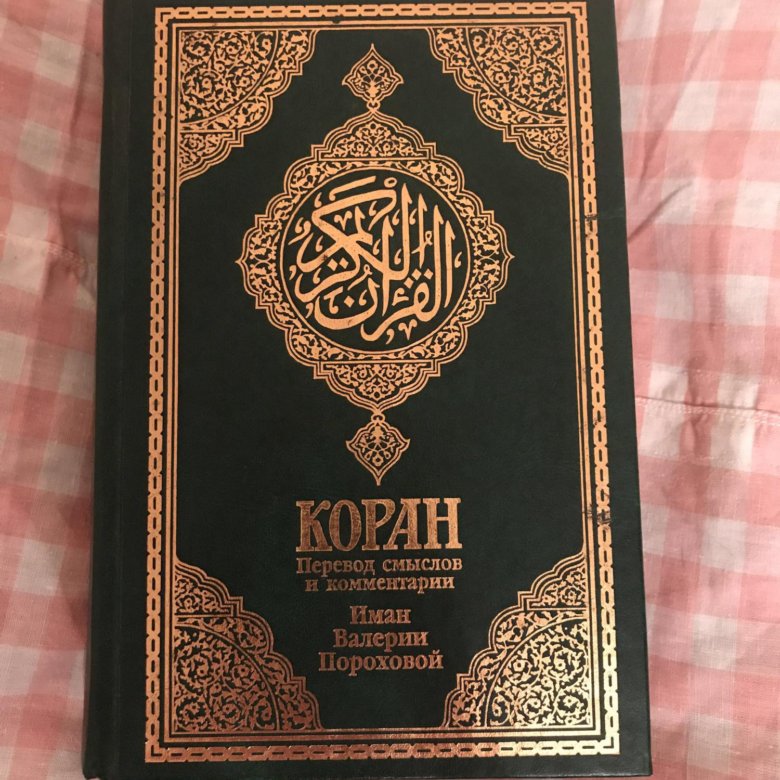 القرآن الكريم
КОРАН
Перевод смыслов
и комментарии
Иман
Валерии
Пороховой